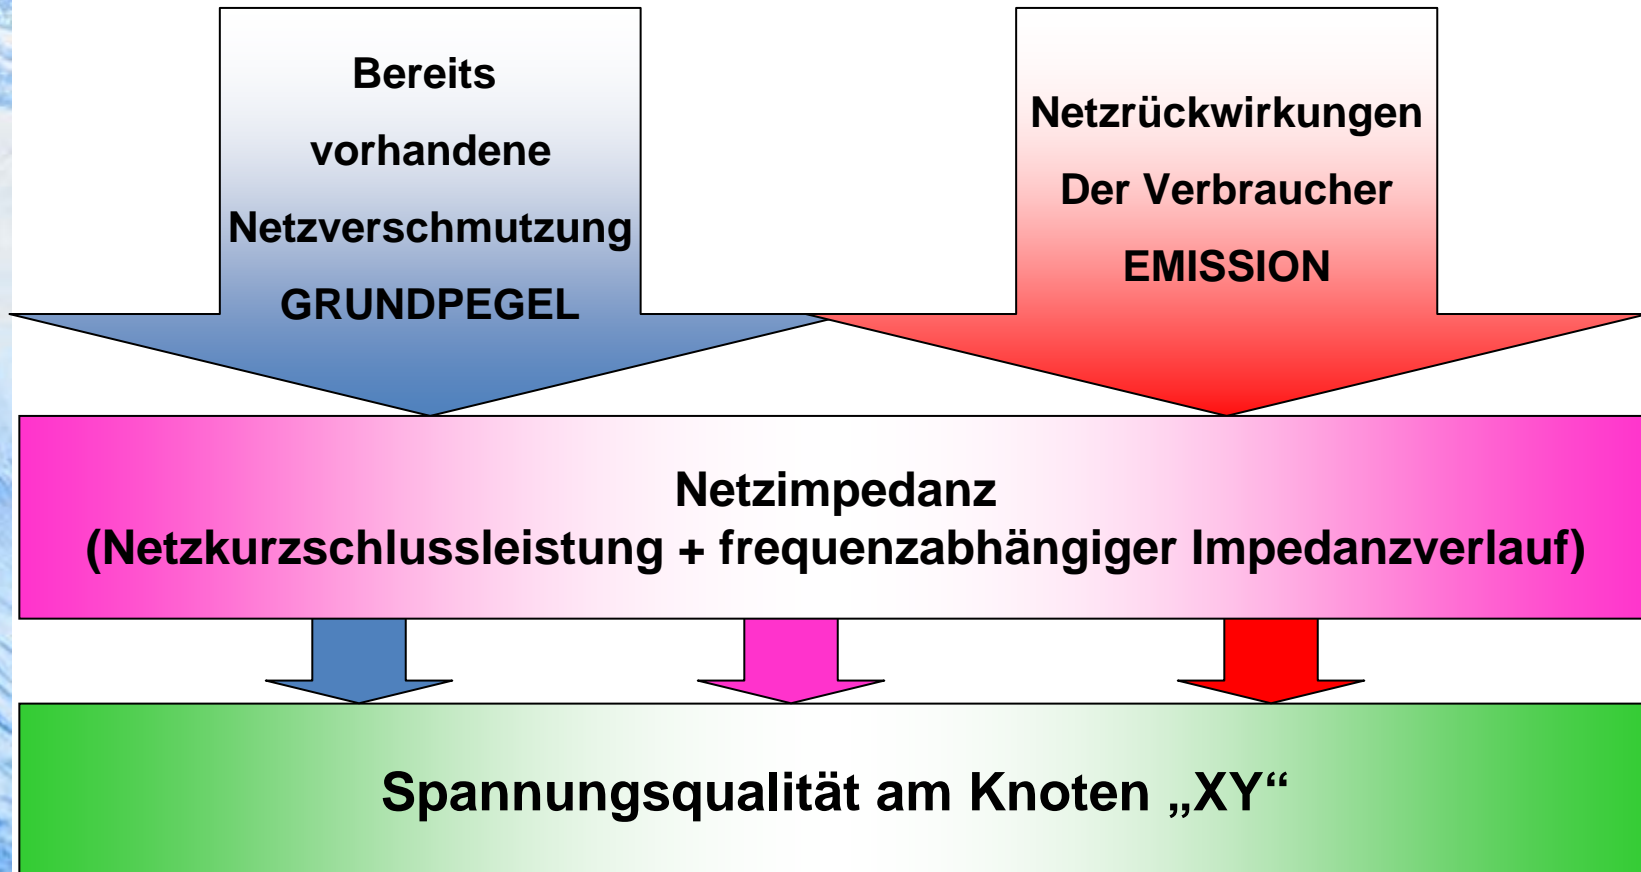 Bereits
vorhandene
Netzverschmutzung
GRUNDPEGEL
Netzrückwirkungen
Der Verbraucher
EMISSION
Netzimpedanz
(Netzkurzschlussleistung + frequenzabhängiger Impedanzverlauf)
Spannungsqualität am Knoten „XY“